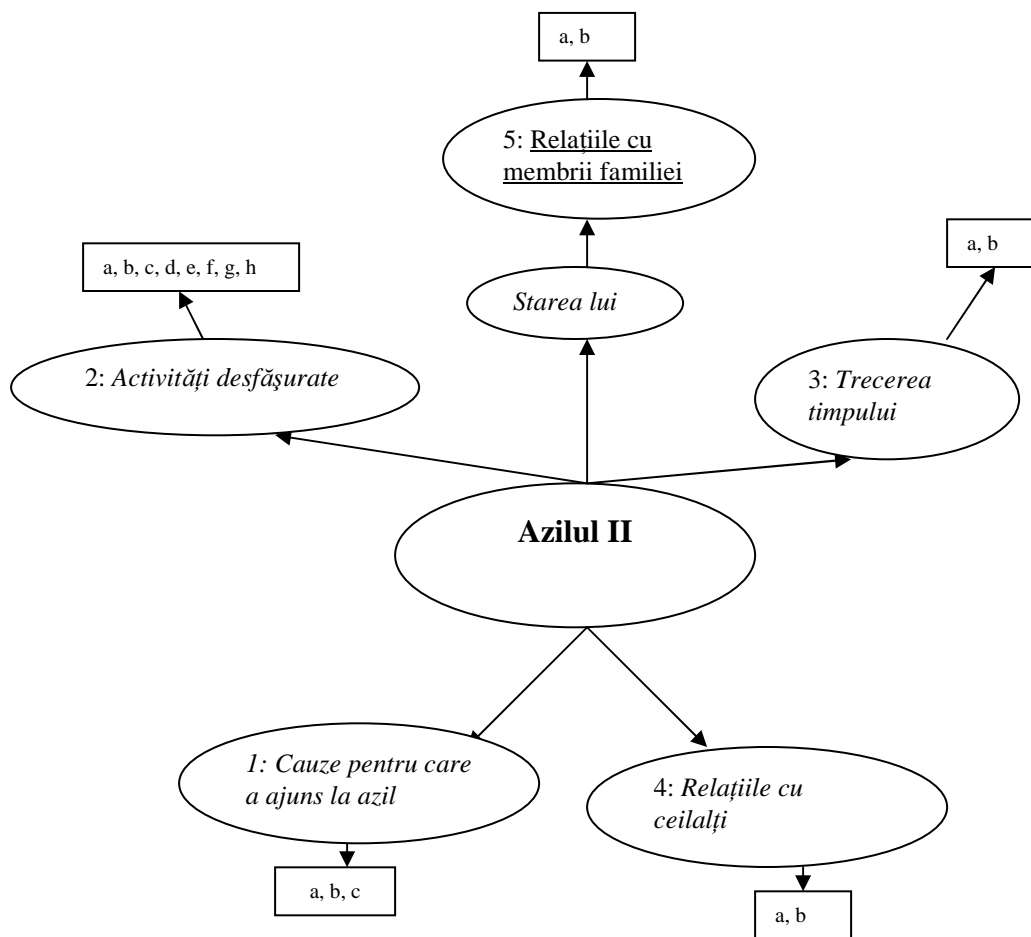 a, b
5: Relațiile cu
membrii familiei
a, b
a, b, c, d, e, f, g, h
Starea lui
2: Activități desfășurate
3: Trecerea
timpului
Azilul II
1: Cauze pentru care
a ajuns la azil
4: Relațiile cu
ceilalți
a, b, c
a, b